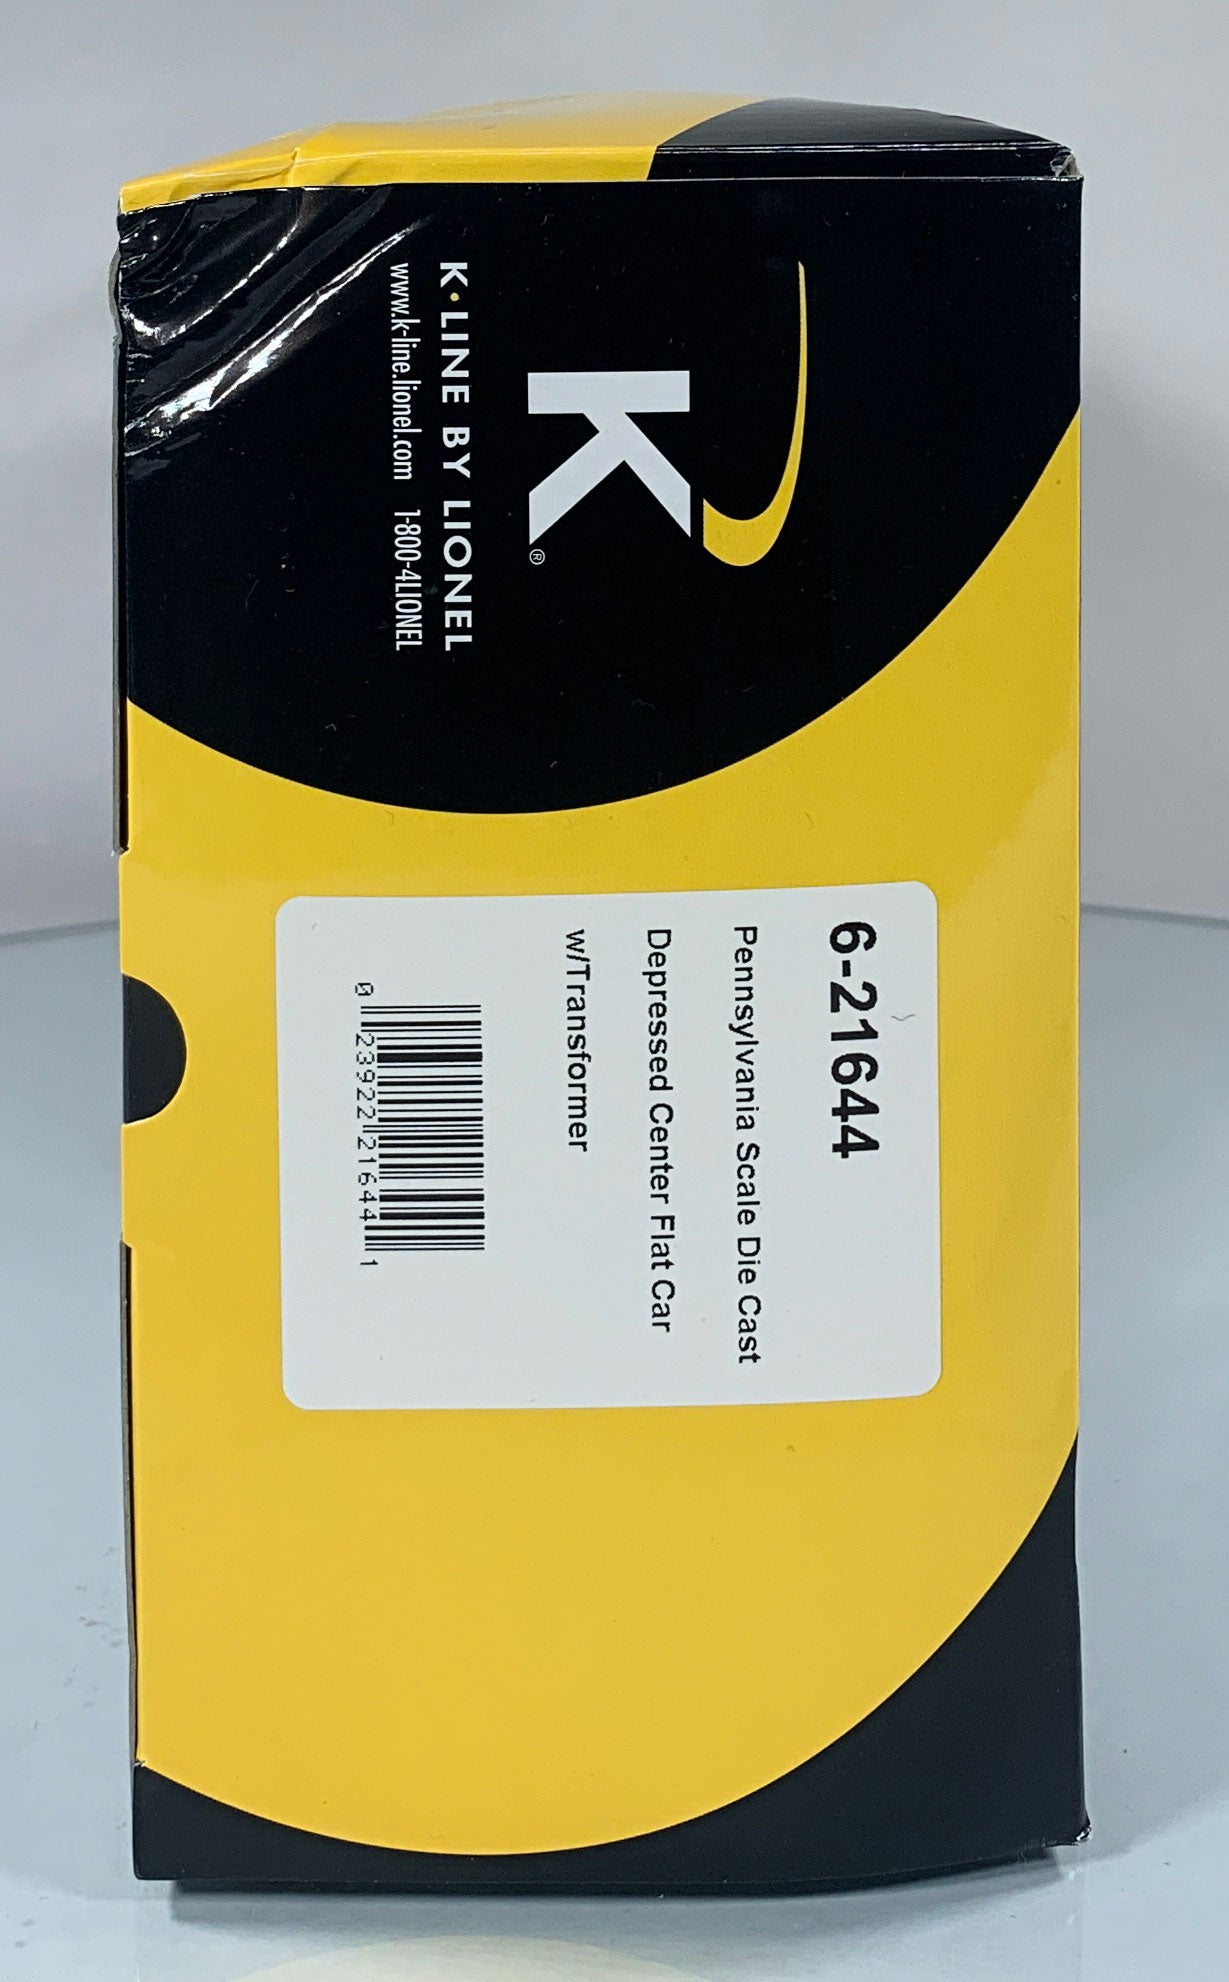 K
®
K·LINE BY LIONEL
www.k-line.lionel.com 1-800-4LIONEL
6-21644
Pennsylvania Scale Die Cast
Depressed Center Flat Car
w/Transformer
0 23922 21644 1